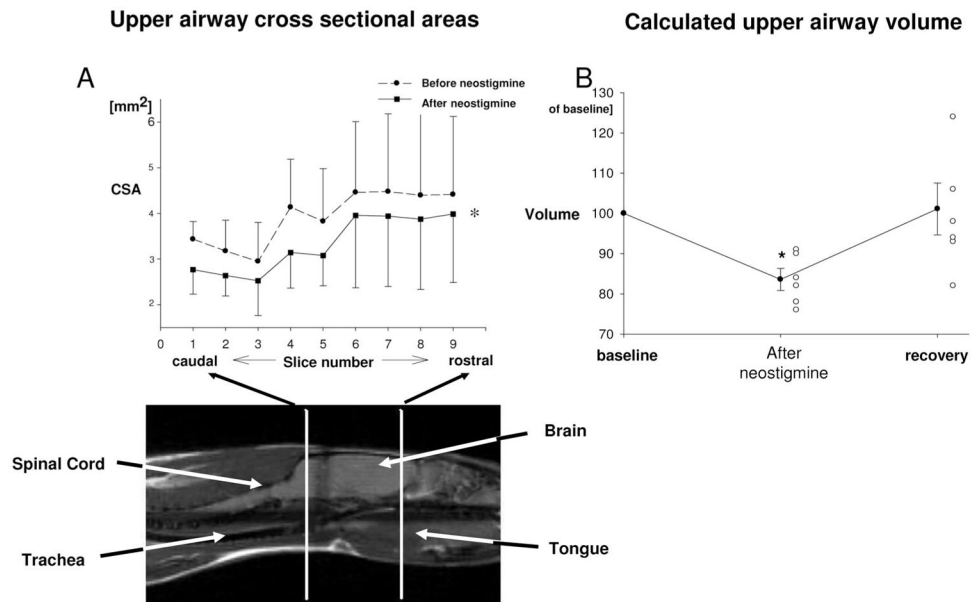 Upper airway cross sectional areas
Calculated upper airway volume
A
[mm2]
Before neostigmine
After neostigmine
6
5
CSA
4
*
3
2
0 1 2 3 4 5 6 7 8 9
caudal
Slice number
rostral
B
130
of baseline]
120
110
Volume
100
90
*
80
70
baseline
After
neostigmine
recovery
Brain
Spinal Cord
Trachea
Tongue